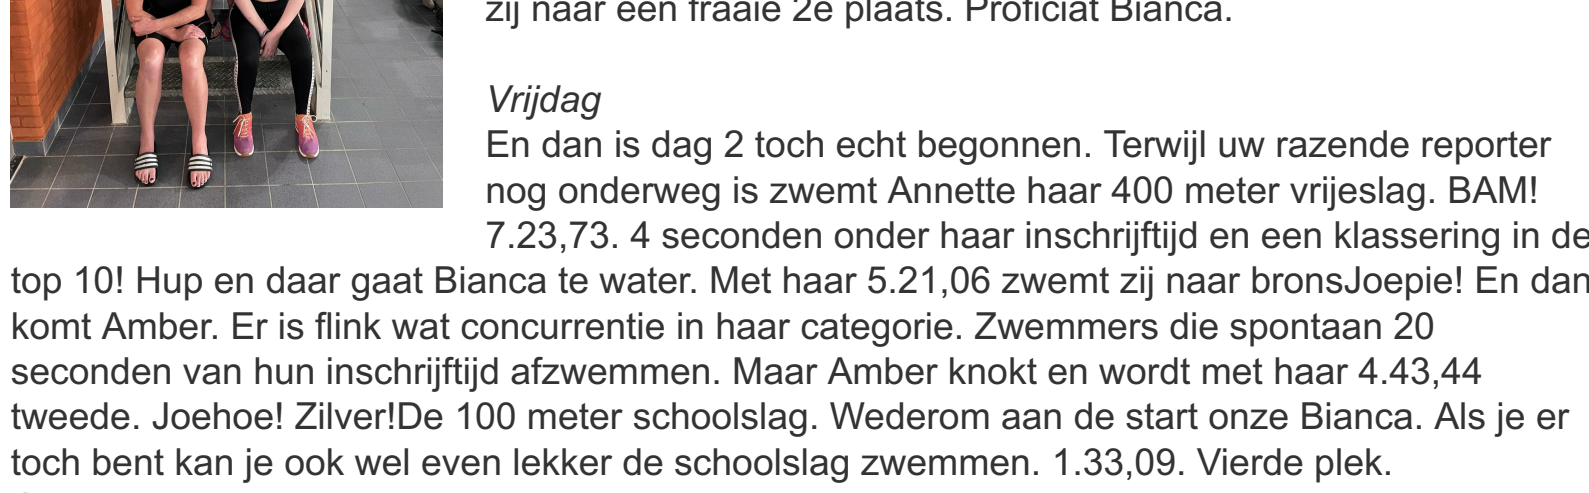 zij naar een fraaie 2e plaats. Proficiat Bianca.
Vrijdag
En dan is dag 2 toch echt begonnen. Terwijl uw razende reporter
nog onderweg is zwemt Annette haar 400 meter vrijeslag. BAM!
7.23,73. 4 seconden onder haar inschrijftijd en een klassering in de
top 10! Hup en daar gaat Bianca te water. Met haar 5.21,06 zwemt zij naar bronsJoepie! En dan
komt Amber. Er is flink wat concurrentie in haar categorie. Zwemmers die spontaan 20
seconden van hun inschrijftijd afzwemmen. Maar Amber knokt en wordt met haar 4.43,44
tweede. Joehoe! Zilver!De 100 meter schoolslag. Wederom aan de start onze Bianca. Als je er
toch bent kan je ook wel even lekker de schoolslag zwemmen. 1.33,09. Vierde plek.